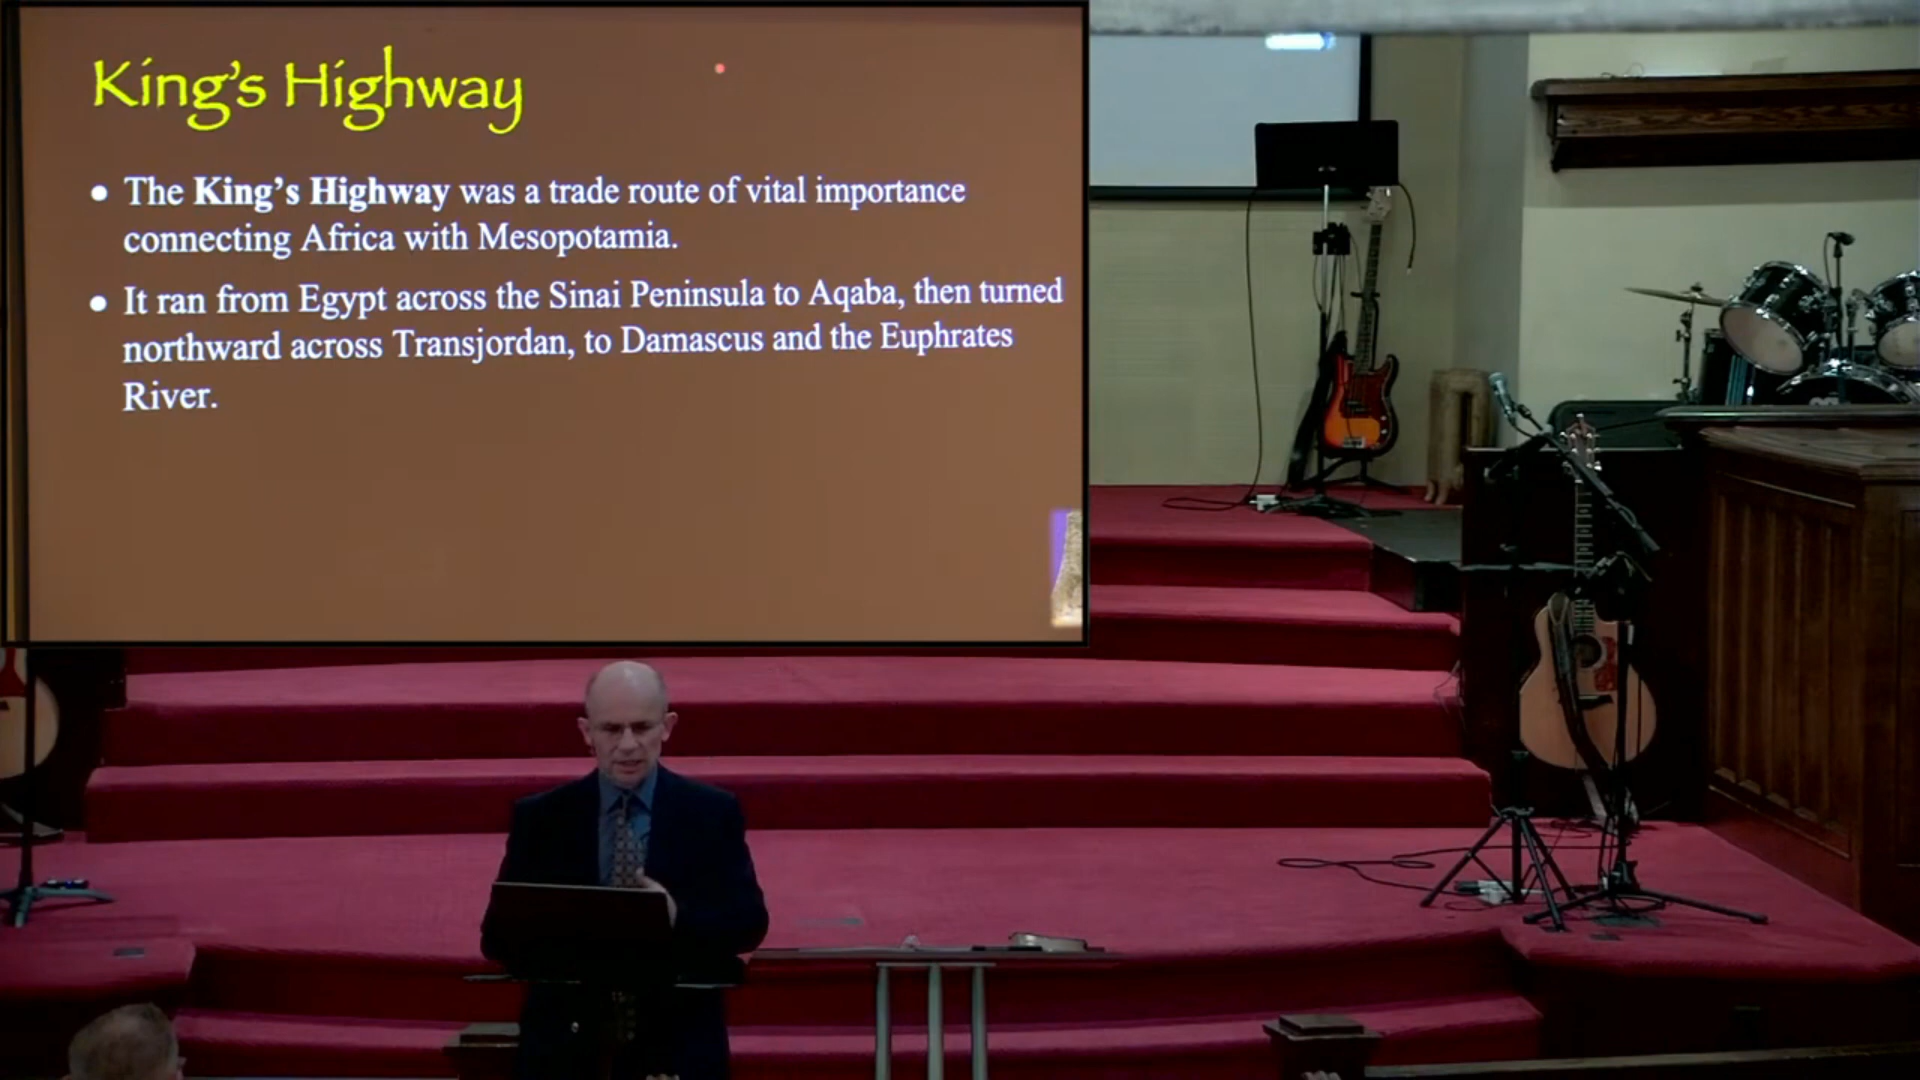 King's Highway
• The King's Highway was a trade route of vital importance
connecting Africa with Mesopotamia.
• It ran from Egypt across the Sinai Peninsula to Aqaba, then turned
northward across Transjordan, to Damascus and the Euphrates
River.